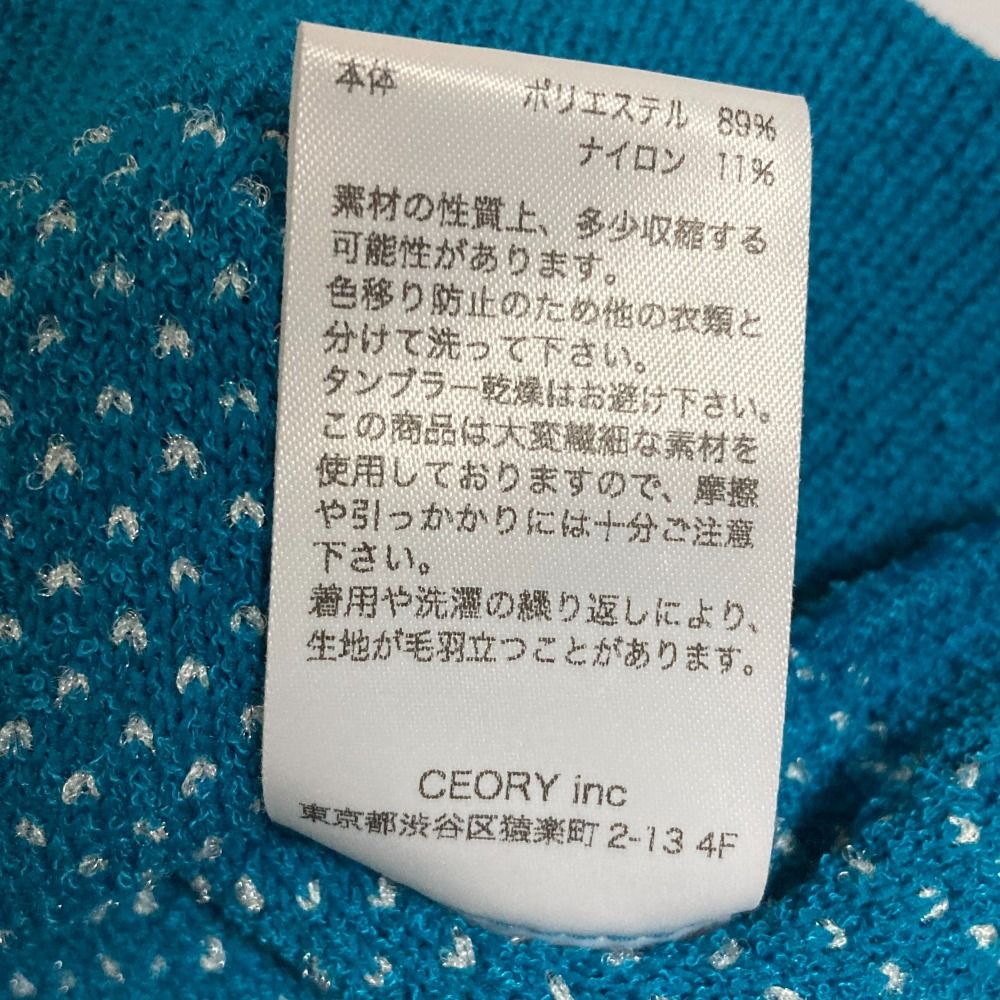 本体 ポリエステル 89%
ナイロン 11%
素材の性質上、多少収縮する
可能性があります。
色移り防止のため他の衣類と
分けて洗って下さい。
タンブラー乾燥はお避け下さい。
この商品は大変繊細な素材を
使用しておりますので、摩擦
や引っかかりには十分ご注意
下さい。
着用や洗濯の繰り返しにより、
生地が毛羽立つことがあります。
CEORY inc
東京都渋谷区猿楽町 2-13 4F